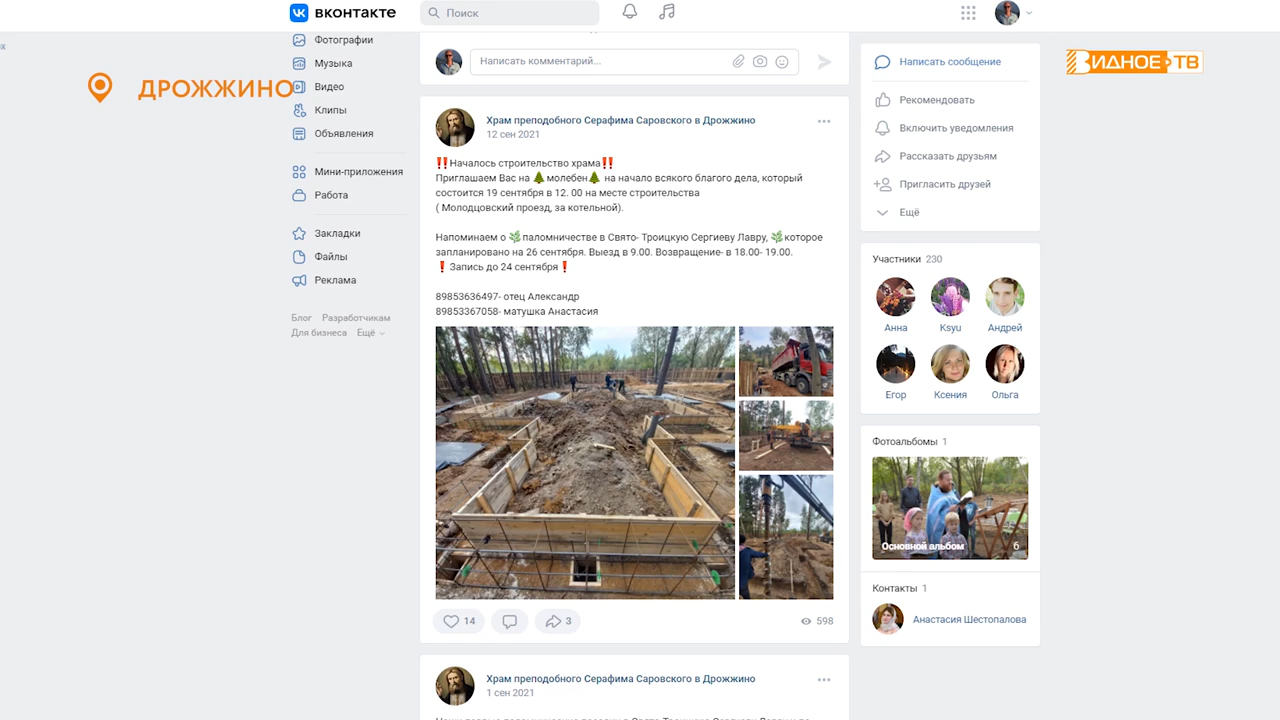 вконтакте
Поиск
Фотографии
Музыка
Видео
Клипы
Объявления
Мини-приложения
Работа
Закладки
Файлы
Реклама
Блог Разработчикам
Для бизнеса Ещё
ДРОЖЖИНО
ВИДНОЕ ТВ
Написать комментарий...
Храм преподобного Серафима Саровского в Дрожжино
12 сен 2021
‼Началось строительство храма‼
Приглашаем Вас на 🌲молебен🌲 на начало всякого благого дела, который
состоится 19 сентября в 12. 00 на месте строительства
( Молодцовский проезд, за котельной).
Напоминаем о 🌿паломничестве в Свято- Троицкую Сергиеву Лавру, 🌿которое
запланировано на 26 сентября. Выезд в 9.00. Возвращение- в 18.00- 19.00.
❗Запись до 24 сентября❗
89853636497- отец Александр
89853367058- матушка Анастасия
14
3
598
Храм преподобного Серафима Саровского в Дрожжино
1 сен 2021
Написать сообщение
Рекомендовать
Включить уведомления
Рассказать друзьям
Пригласить друзей
Ещё
Участники 230
Анна Ksyu Андрей
Егор Ксения Ольга
Фотоальбомы 1
Основной альбом 6
Контакты 1
Анастасия Шестопалова